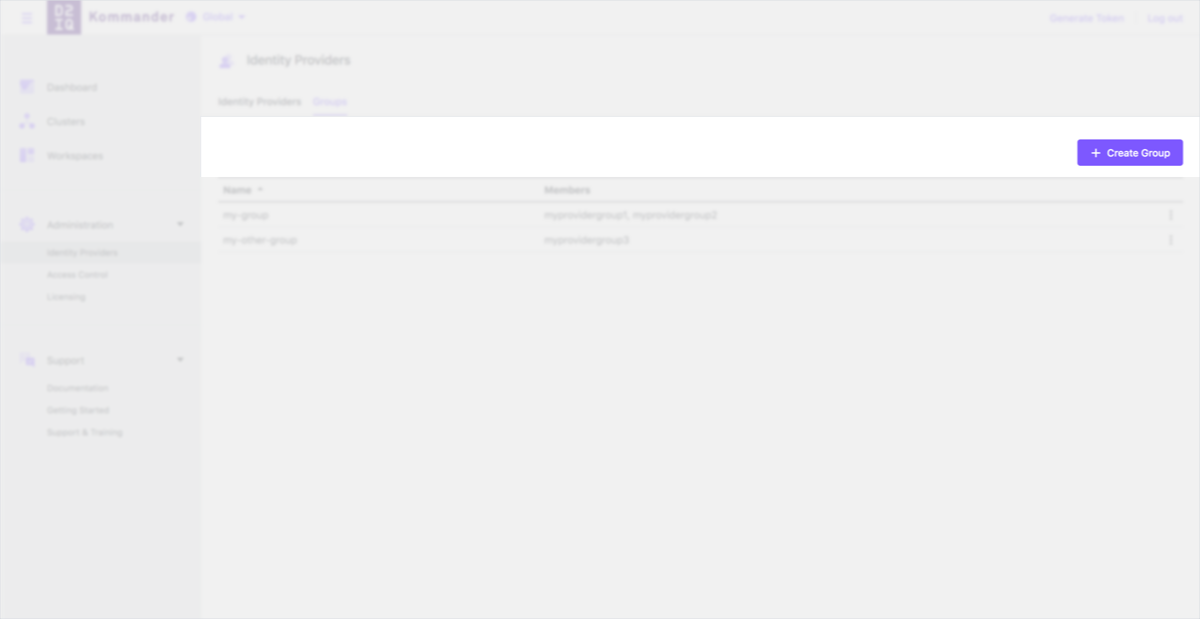 D2
IQ
Kommander
Global
Generate Token
Log out
Dashboard
Clusters
Workspaces
Administration
Identity Providers
Access Control
Licensing
Support
Documentation
Getting Started
Support & Training
Identity Providers
Identity Providers Groups
+ Create Group
Name Members
my-group myprovidergroup1, myprovidergroup2
my-other-group myprovidergroup3